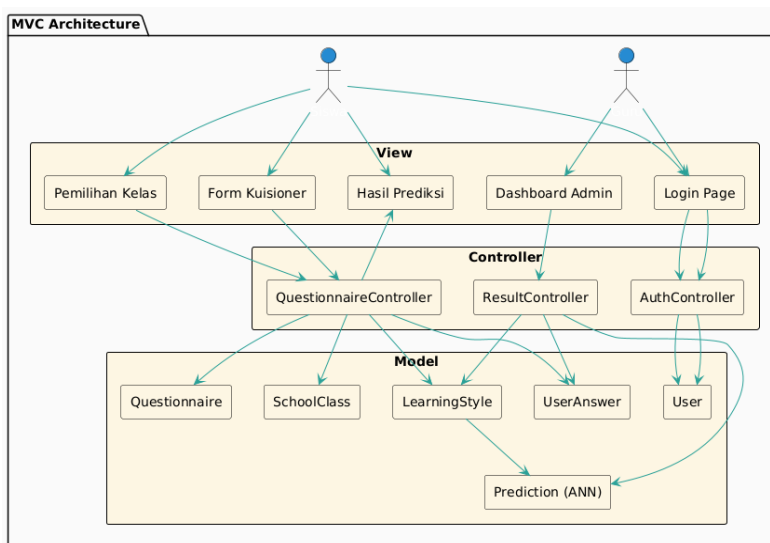 MVC Architecture
View
Pemilihan Kelas
Form Kuisioner
Hasil Prediksi
Dashboard Admin
Login Page
Controller
QuestionnaireController
ResultController
AuthController
Model
Questionnaire
SchoolClass
LearningStyle
UserAnswer
User
Prediction (ANN)